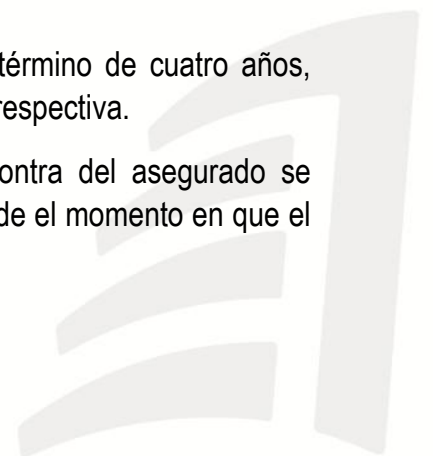 término de cuatro años,
respectiva.
ontra del asegurado se
de el momento en que el